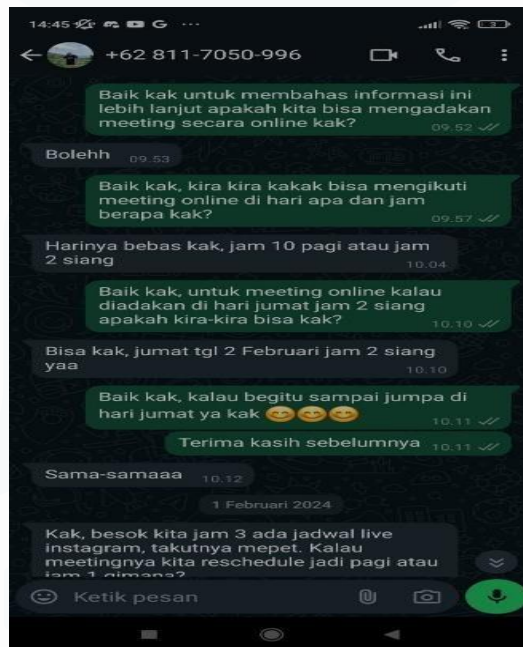 14:45 G ...
+62 811-7050-996
Baik kak untuk membahas informasi ini
lebih lanjut apakah kita bisa mengadakan
meeting secara online kak?
09.52
Bolehh 09.53
Baik kak, kira kira kakak bisa mengikuti
meeting online di hari apa dan jam
berapa kak?
09.57
Harinya bebas kak, jam 10 pagi atau jam
2 siang
10.04
Baik kak, untuk meeting online kalau
diadakan di hari jumat jam 2 siang
apakah kira-kira bisa kak?
10.10
Bisa kak, jumat tgl 2 Februari jam 2 siang
yaa
10.10
Baik kak, kalau begitu sampai jumpa di
hari jumat ya kak 😊😊😊
10.11
Terima kasih sebelumnya 10.11
Sama-samaaa 10.12
1 Februari 2024
Kak, besok kita jam 3 ada jadwal live
instagram, takutnya mepet. Kalau
meetingnya kita reschedule jadi pagi atau
jam 1 gimana?
Ketik pesan